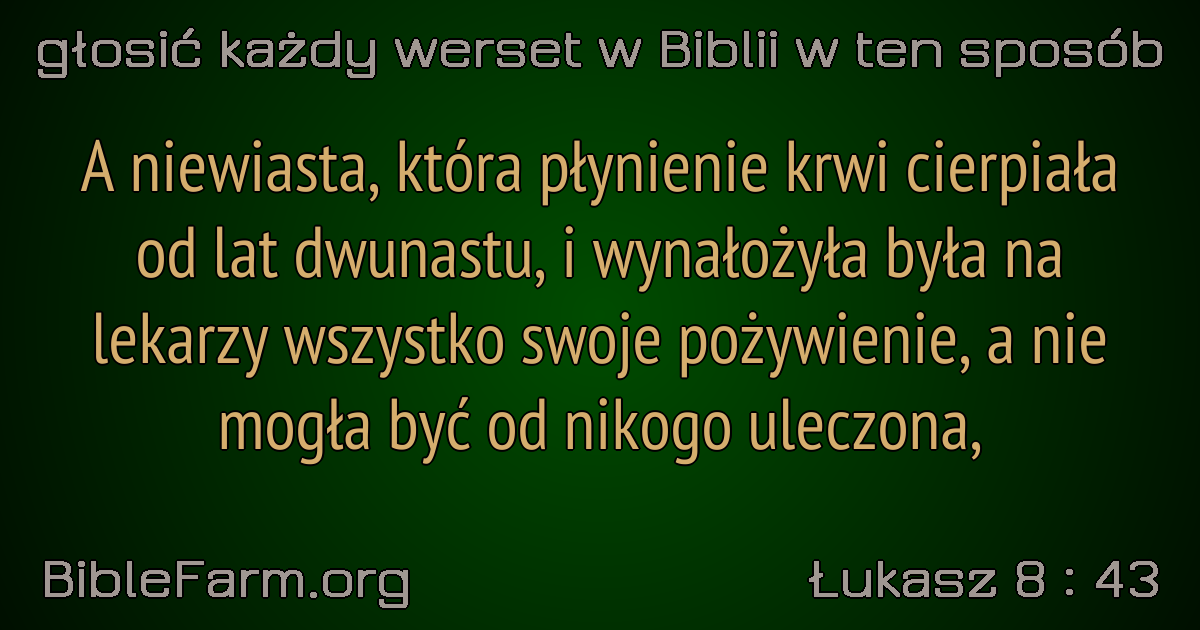 głosić każdy werset w Biblii w ten sposób
A niewiasta, która płynienie krwi cierpiała
od lat dwunastu, i wynałożyła była na
lekarzy wszystko swoje pożywienie, a nie
mogła być od nikogo uleczona,
BibleFarm.org
Łukasz 8 : 43